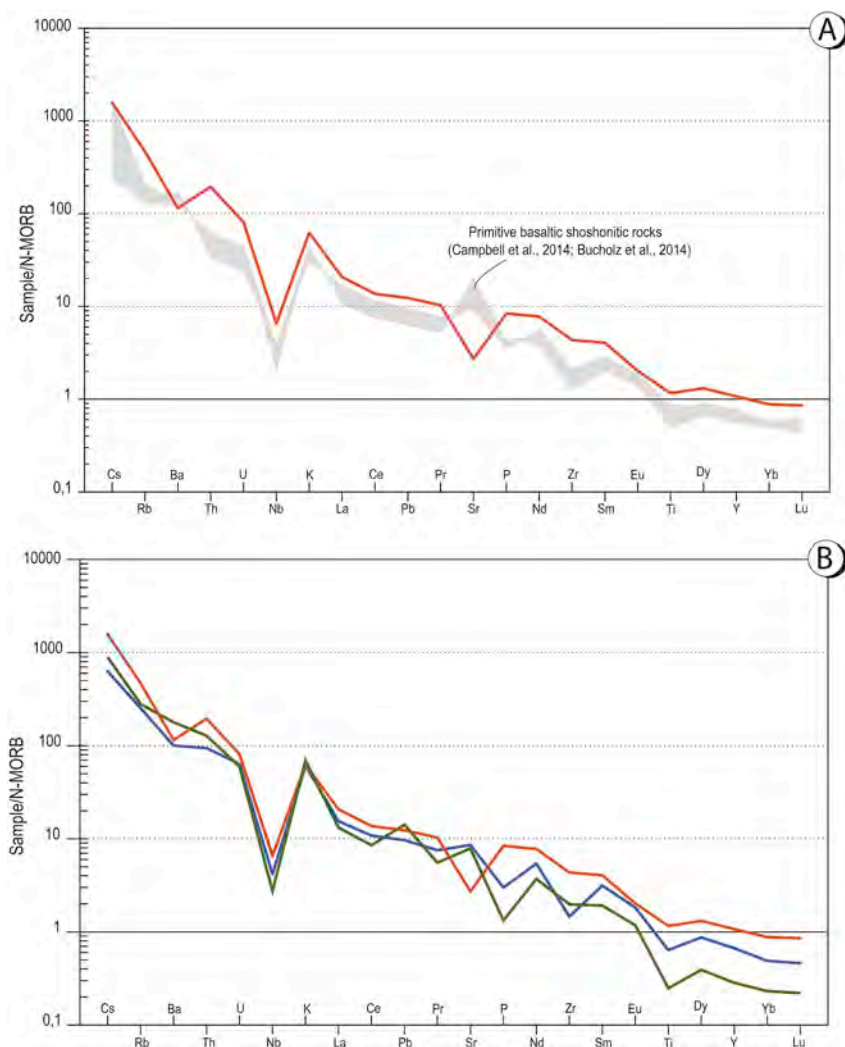 A
10000
1000
100
10
1
0,1
Sample/N-MORB
Primitive basaltic shoshonitic rocks
(Campbell et al., 2014; Bucholz et al., 2014)
Cs Ba U K Ce Pr P Zr Eu Dy Yb
Rb Th Nb La Pb Sr Nd Sm Ti Y Lu
B
10000
1000
100
10
1
0,1
Sample/N-MORB
Cs Ba U K Ce Pr P Zr Eu Dy Yb
Rb Th Nb La Pb Sr Nd Sm Ti Y Lu